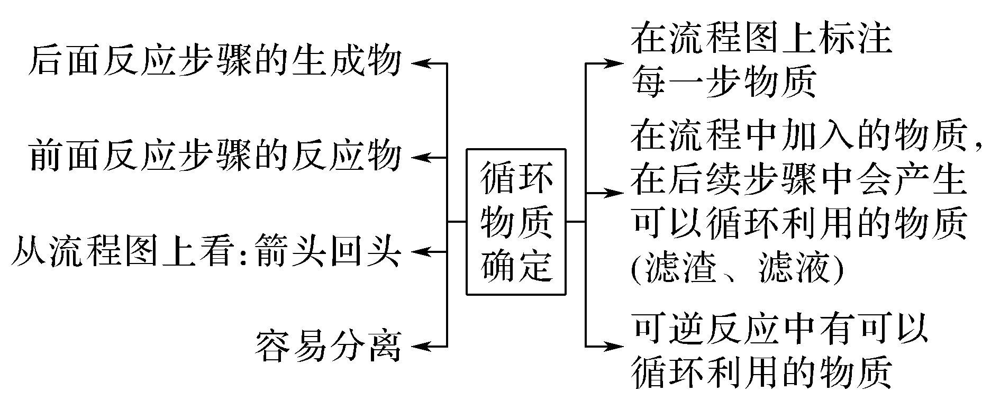 后面反应步骤的生成物
前面反应步骤的反应物
从流程图上看:箭头回头
容易分离
循环
物质
确定
在流程图上标注
每一步物质
在流程中加入的物质,
在后续步骤中会产生
可以循环利用的物质
(滤渣、滤液)
可逆反应中有可以
循环利用的物质